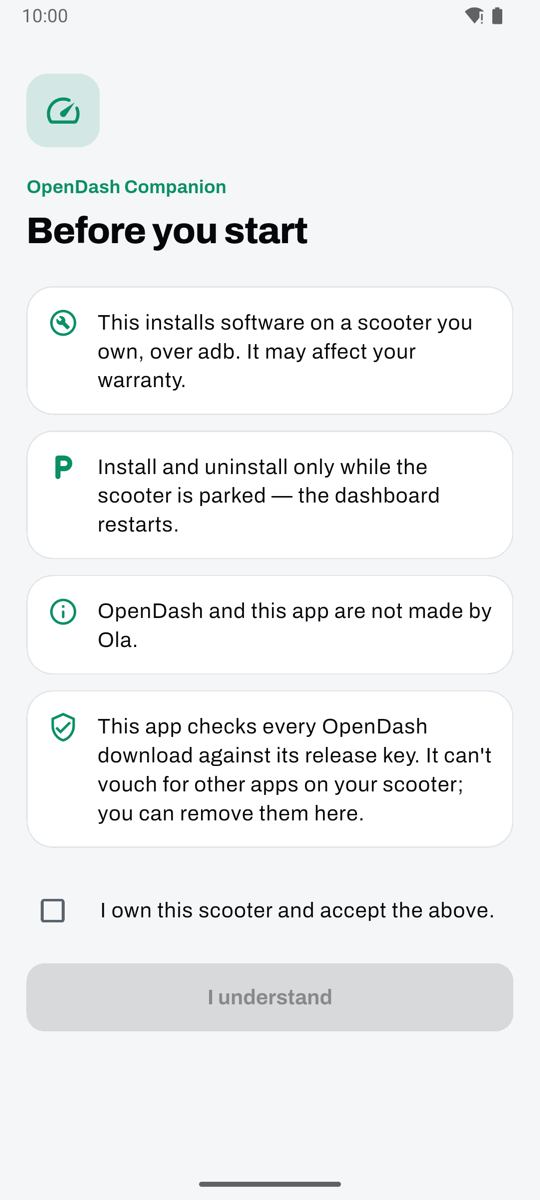 10:00
OpenDash Companion
Before you start
This installs software on a scooter you
own, over adb. It may affect your
warranty.
P
Install and uninstall only while the
scooter is parked — the dashboard
restarts.
OpenDash and this app are not made by
Ola.
This app checks every OpenDash
download against its release key. It can't
vouch for other apps on your scooter;
you can remove them here.
I own this scooter and accept the above.
I understand